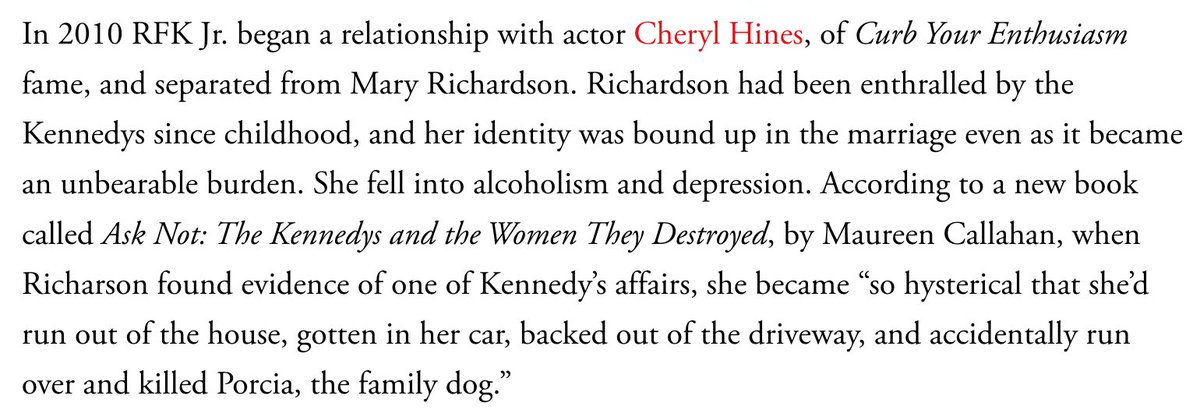 In 2010 RFK Jr. began a relationship with actor Cheryl Hines, of Curb Your Enthusiasm
fame, and separated from Mary Richardson. Richardson had been enthralled by the
Kennedys since childhood, and her identity was bound up in the marriage even as it became
an unbearable burden. She fell into alcoholism and depression. According to a new book
called Ask Not: The Kennedys and the Women They Destroyed, by Maureen Callahan, when
Richarson found evidence of one of Kennedy’s affairs, she became “so hysterical that she’d
run out of the house, gotten in her car, backed out of the driveway, and accidentally run
over and killed Porcia, the family dog.”